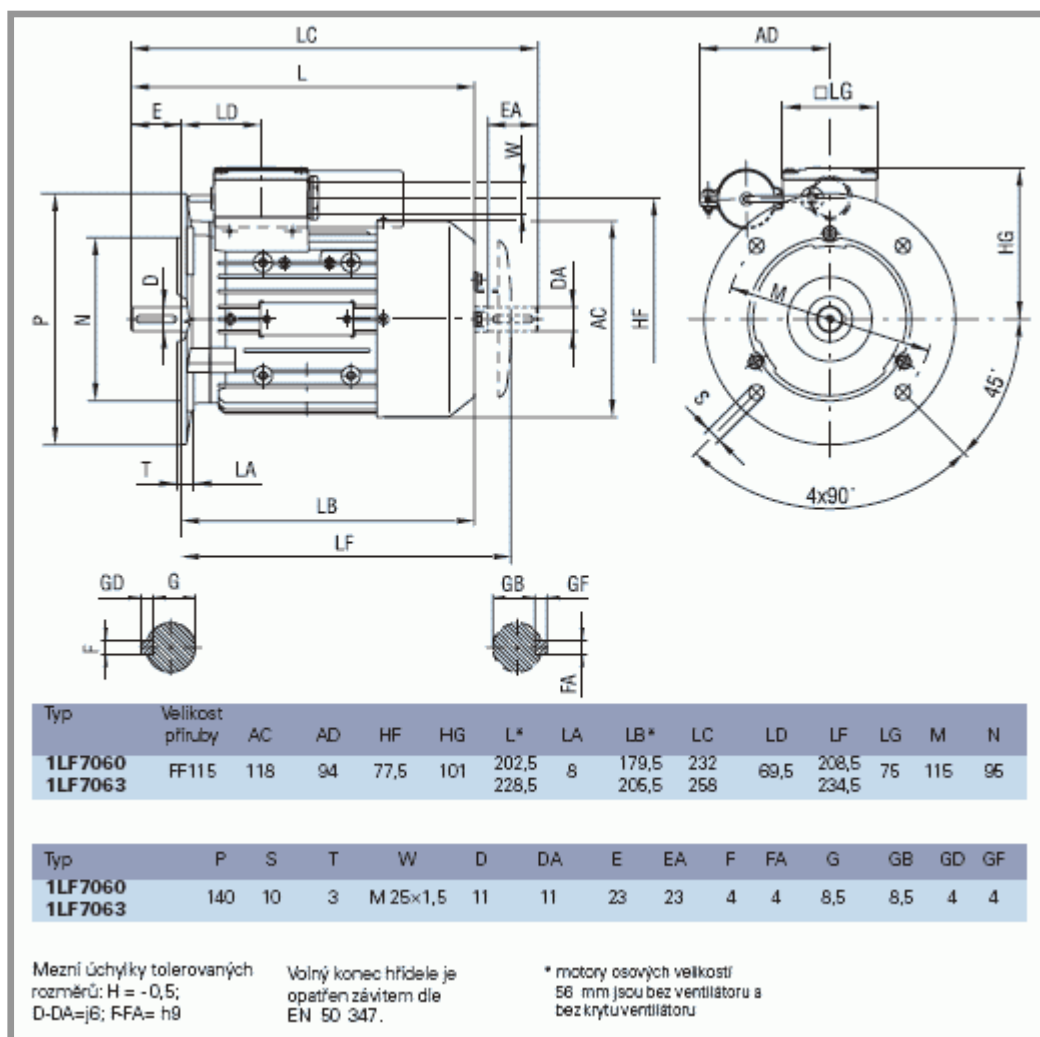 LC
L
E
LD
EA
W
P
N
D
DA
AC
HF
T
LA
LB
LF
AD
□LG
HG
M
S
45°
4x90°
GD
G
F
GB
GF
FA
Typ Velikost příruby AC AD HF HG L* LA LB* LC LD LF LG M N
1LF7060 FF115 118 94 77,5 101 202,5 8 179,5 232 69,5 208,5 75 115 95
1LF7063 228,5 205,5 258 234,5
Typ P S T W D DA E EA F FA G GB GD GF
1LF7060 140 10 3 M 25×1,5 11 11 23 23 4 4 8,5 8,5 4 4
1LF7063
Mezní úchylky tolerovaných
rozměrů: H = -0,5;
D-DA=j6; F-FA= h9
Volný konec hřídele je
opatřen závitem dle
EN 50 347.
* motory osových velikostí
56 mm jsou bez ventilátoru a
bez krytu ventilátoru